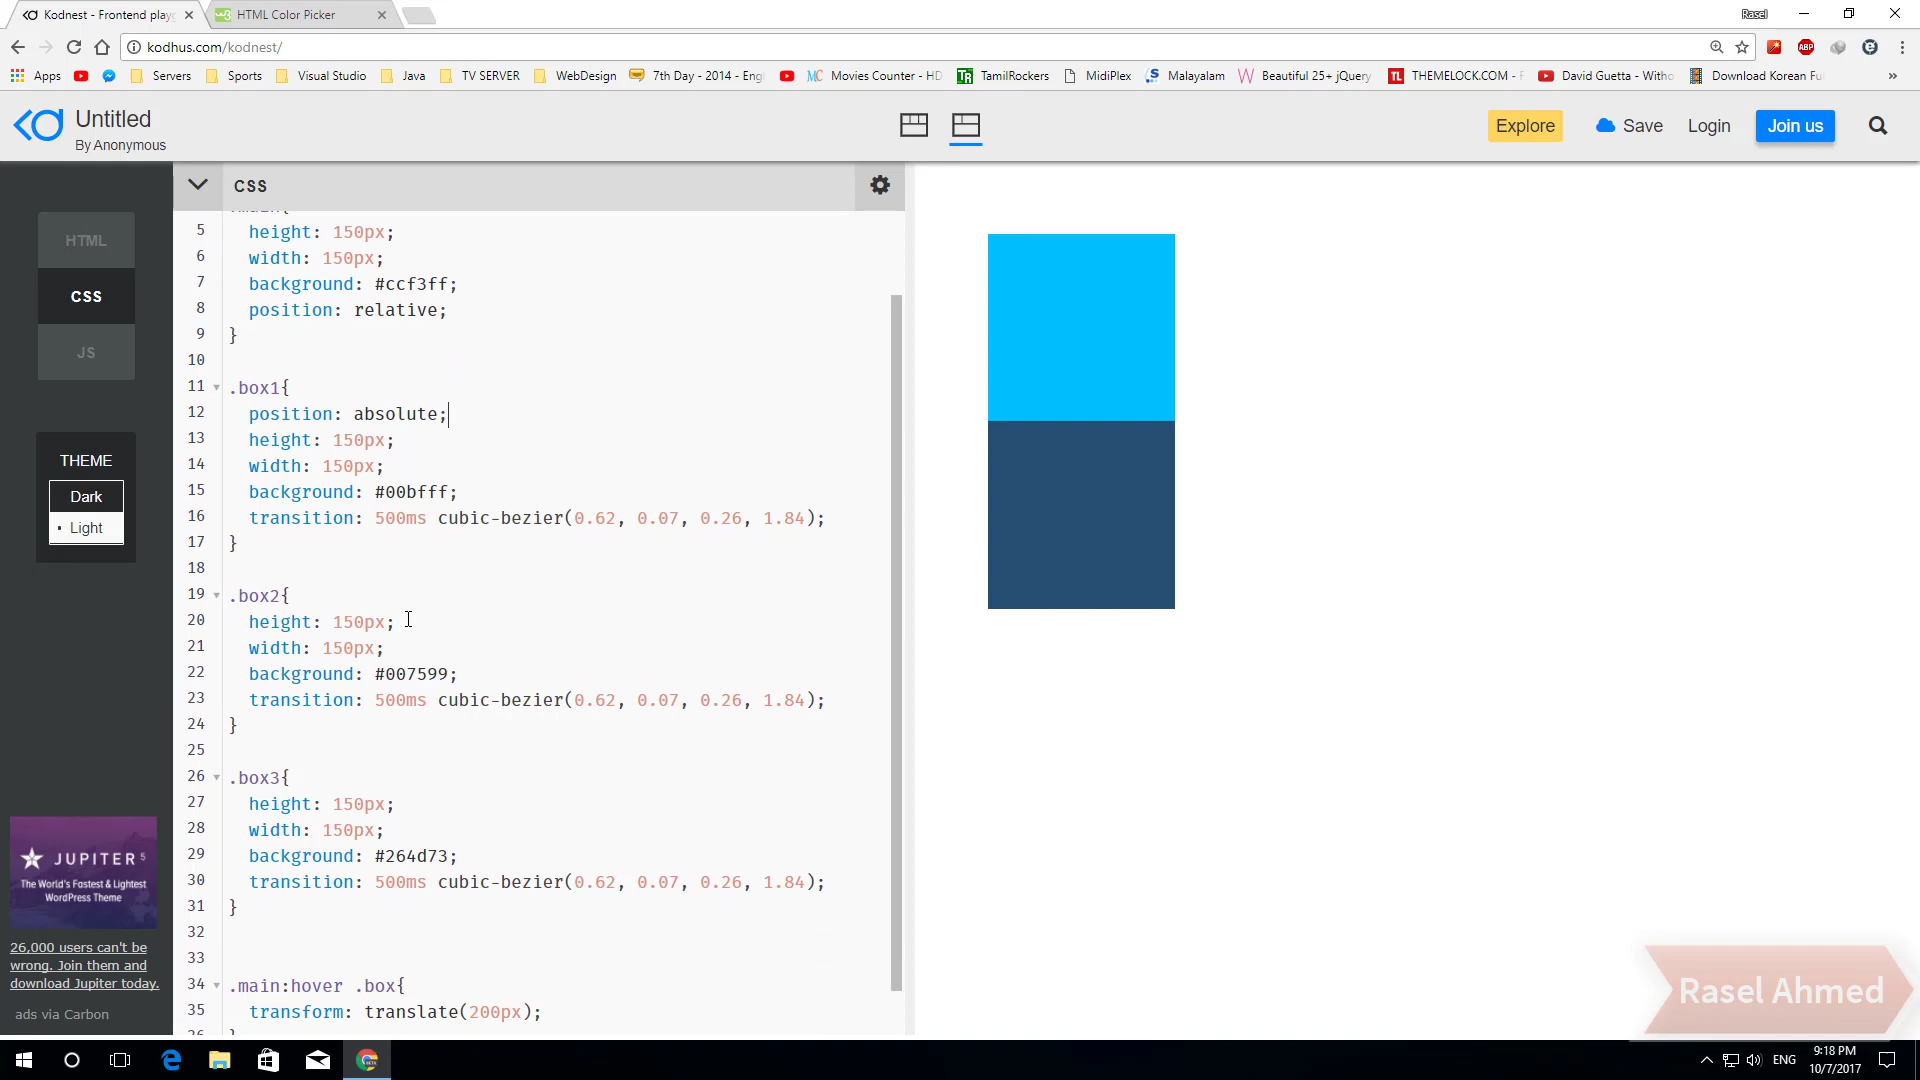 Kodnest - Frontend play
HTML Color Picker
Rasel
kodhus.com/kodnest/
Apps
Servers
Sports
Visual Studio
Java
TV SERVER
WebDesign
7th Day - 2014 - Eng
MC Movies Counter - HD
TR TamilRockers
MidiPlex
Malayalam
Beautiful 25+ jQuery
TL THEMELOCK.COM - F
David Guetta - Witho
Download Korean Fu
»
ABP
Untitled
By Anonymous
Explore
Save
Login
Join us
HTML
CSS
JS
THEME
Dark
Light
JUPITER 5
The World's Fastest & Lightest
WordPress Theme
26,000 users can't be
wrong. Join them and
download Jupiter today.
ads via Carbon
CSS
5 height: 150px;
6 width: 150px;
7 background: #ccf3ff;
8 position: relative;
9 }
10
11 .box1{
12 position: absolute;
13 height: 150px;
14 width: 150px;
15 background: #00bfff;
16 transition: 500ms cubic-bezier(0.62, 0.07, 0.26, 1.84);
17 }
18
19 .box2{
20 height: 150px;
21 width: 150px;
22 background: #007599;
23 transition: 500ms cubic-bezier(0.62, 0.07, 0.26, 1.84);
24 }
25
26 .box3{
27 height: 150px;
28 width: 150px;
29 background: #264d73;
30 transition: 500ms cubic-bezier(0.62, 0.07, 0.26, 1.84);
31 }
32
33
34 .main:hover .box{
35 transform: translate(200px);
Rasel Ahmed
ENG
9:18 PM
10/7/2017